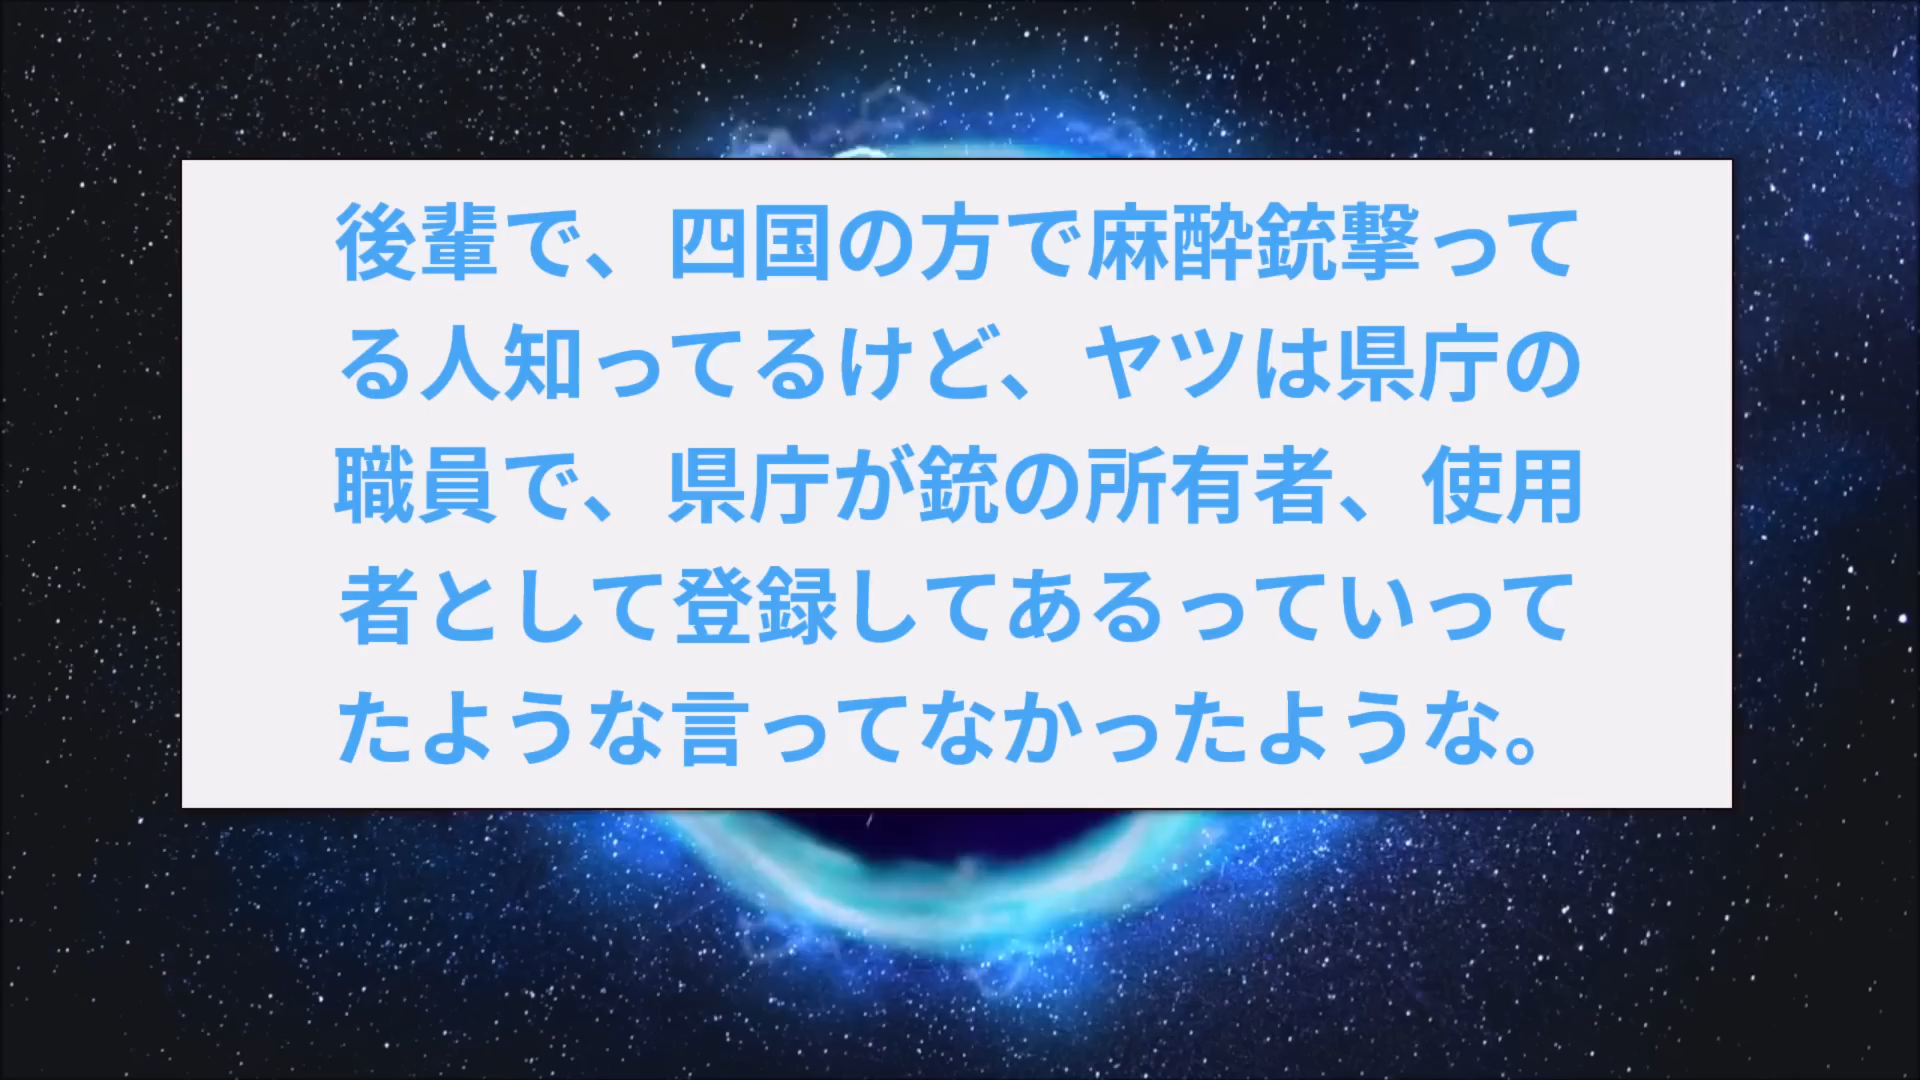 後輩で、四国の方で麻酔銃撃って
る人知ってるけど、ヤツは県庁の
職員で、県庁が銃の所有者、使用
者として登録してあるっていって
たような言ってなかったような。